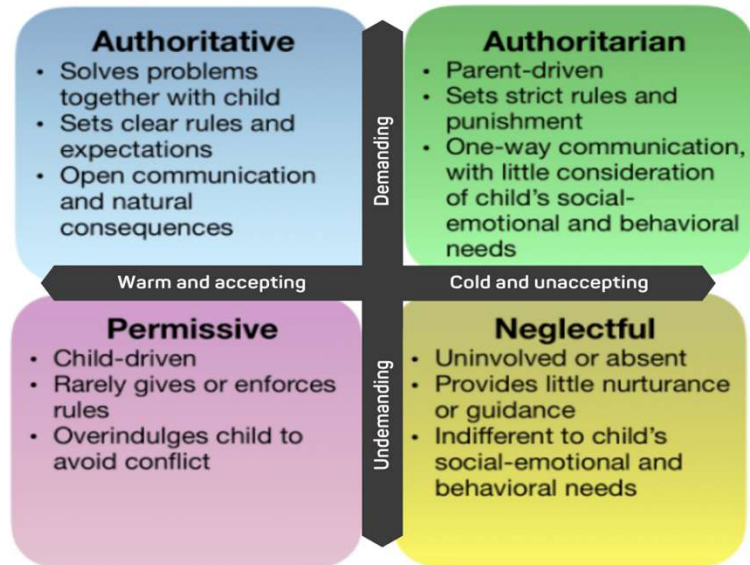 Authoritative
• Solves problems
together with child
• Sets clear rules and
expectations
• Open communication
and natural
consequences
Demanding
Authoritarian
• Parent-driven
• Sets strict rules and
punishment
• One-way communication,
with little consideration
of child's social-
emotional and behavioral
needs
Warm and accepting
Cold and unaccepting
Permissive
• Child-driven
• Rarely gives or enforces
rules
• Overindulges child to
avoid conflict
Undemanding
Neglectful
• Uninvolved or absent
• Provides little nurturance
or guidance
• Indifferent to child's
social-emotional and
behavioral needs